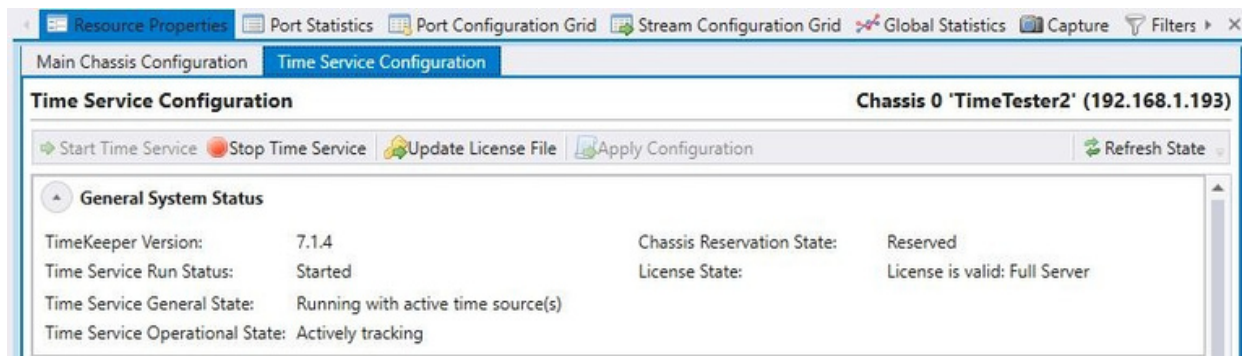 Resource Properties Port Statistics Port Configuration Grid Stream Configuration Grid Global Statistics Capture Filters
Main Chassis Configuration Time Service Configuration
Time Service Configuration Chassis 0 'TimeTester2' (192.168.1.193)
Start Time Service Stop Time Service Update License File Apply Configuration Refresh State
General System Status
TimeKeeper Version: 7.1.4 Chassis Reservation State: Reserved
Time Service Run Status: Started License State: License is valid: Full Server
Time Service General State: Running with active time source(s)
Time Service Operational State: Actively tracking